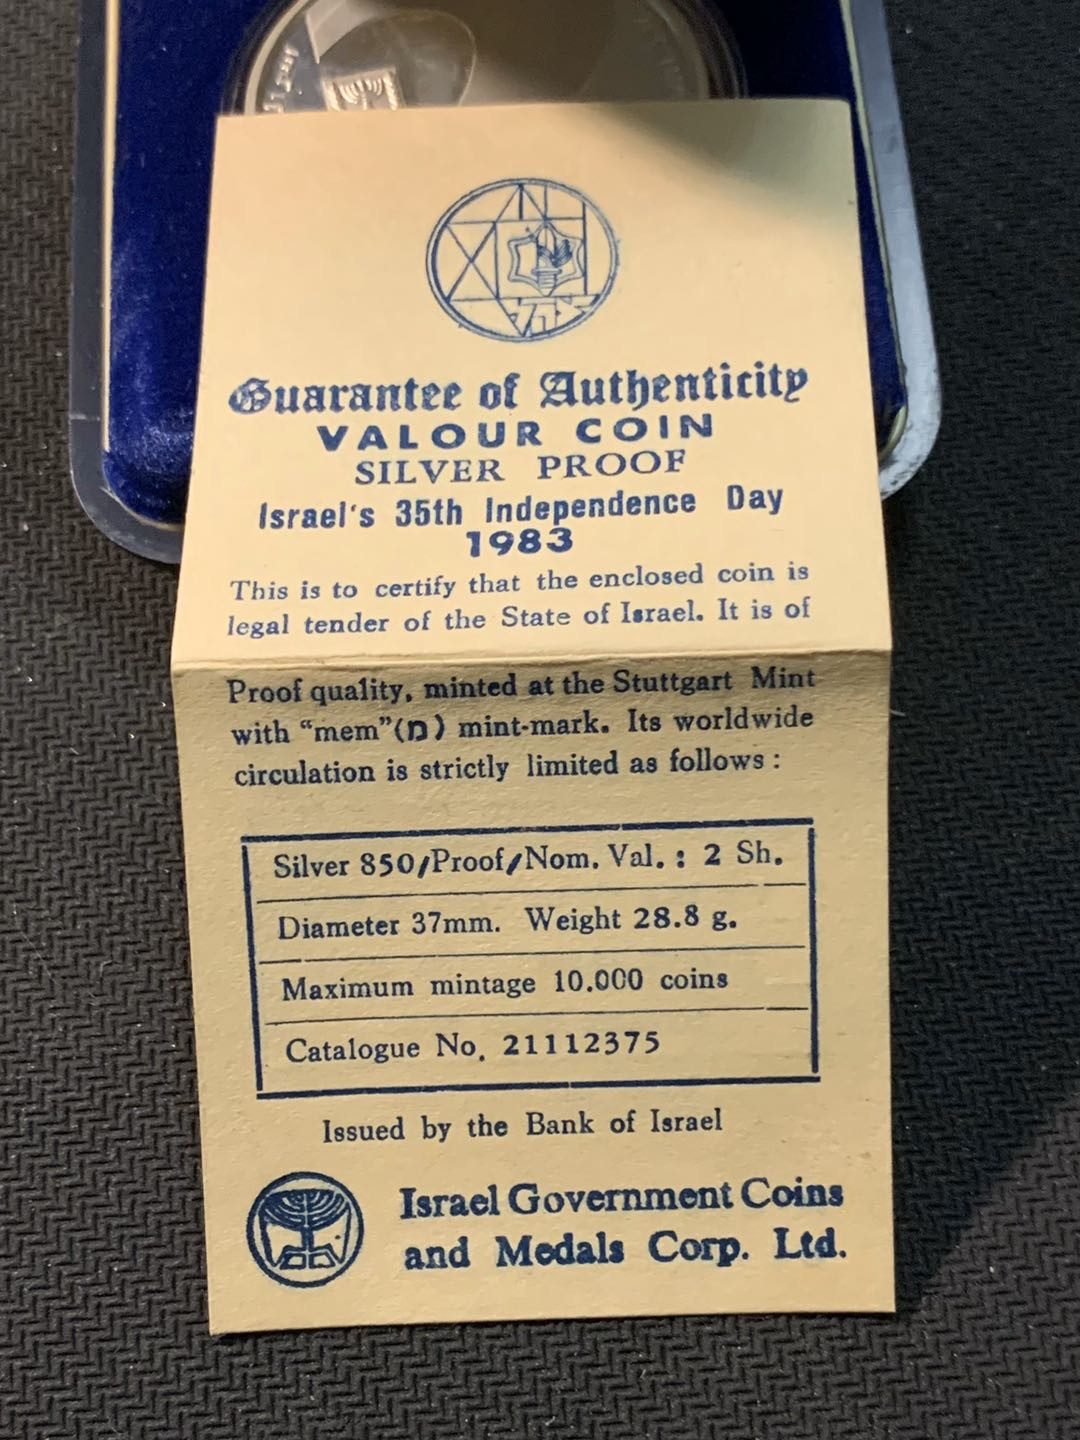 צה"ל
Guarantee of Authenticity
VALOUR COIN
SILVER PROOF
Israel's 35th Independence Day
1983
This is to certify that the enclosed coin is
legal tender of the State of Israel. It is of
Proof quality, minted at the Stuttgart Mint
with “mem”(מ) mint-mark. Its worldwide
circulation is strictly limited as follows :
Silver 850/Proof/Nom. Val. : 2 Sh.
Diameter 37mm. Weight 28.8 g.
Maximum mintage 10.000 coins
Catalogue No. 21112375
Issued by the Bank of Israel
Israel Government Coins
and Medals Corp. Ltd.